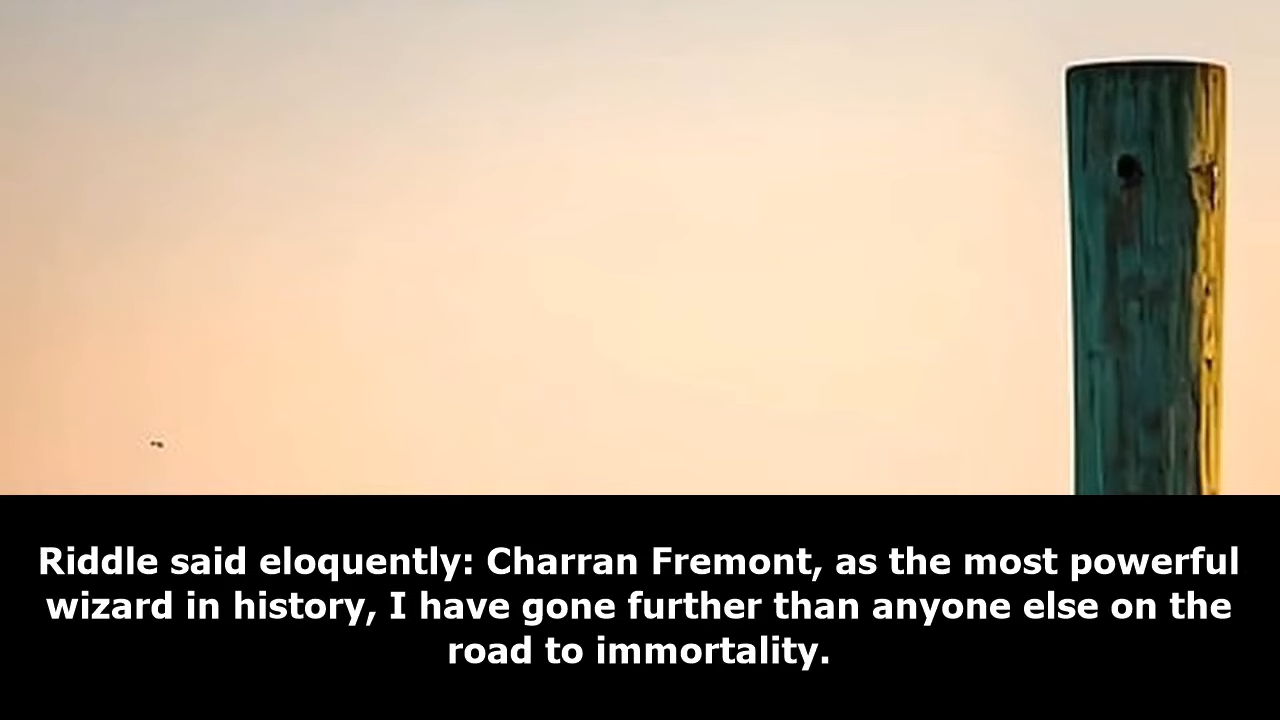 Riddle said eloquently: Charran Fremont, as the most powerful
wizard in history, I have gone further than anyone else on the
road to immortality.